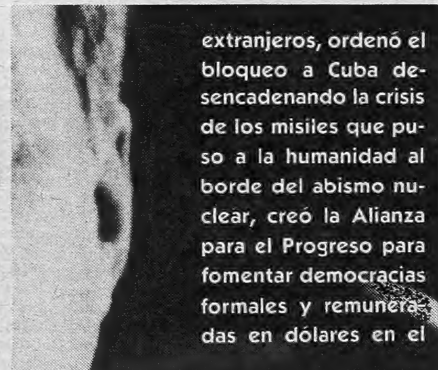 extranjeros, ordenó el
bloqueo a Cuba de-
sencadenando la crisis
de los misiles que pu-
so a la humanidad al
borde del abismo nu-
clear, creó la Alianza
para el Progreso para
fomentar democracias
formales y remunera-
das en dólares en el